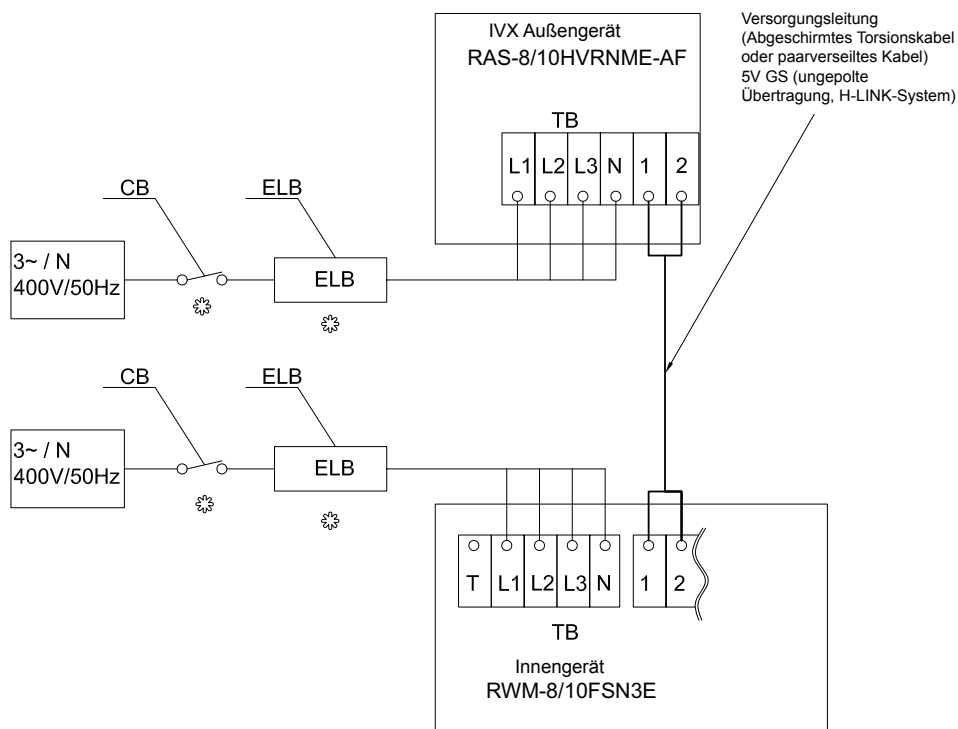 IVX Außengerät
RAS-8/10HVRNME-AF
Versorgungsleitung
(Abgeschirmtes Torsionskabel
oder paarverseiltes Kabel)
5V GS (ungepolte
Übertragung, H-LINK-System)
TB
L1 L2 L3 N 1 2
CB
ELB
3~ / N
400V/50Hz
ELB
CB
ELB
3~ / N
400V/50Hz
ELB
T L1 L2 L3 N 1 2
TB
Innengerät
RWM-8/10FSN3E